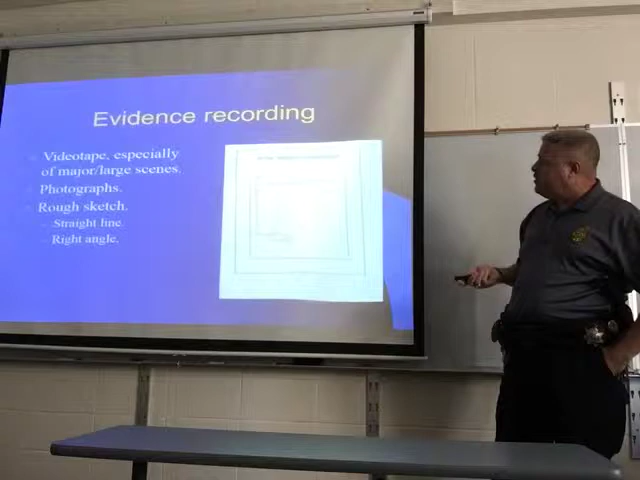 Evidence recording
Videotape, especially
of major/large scenes.
Photographs.
Rough sketch.
– Straight line.
– Right angle.